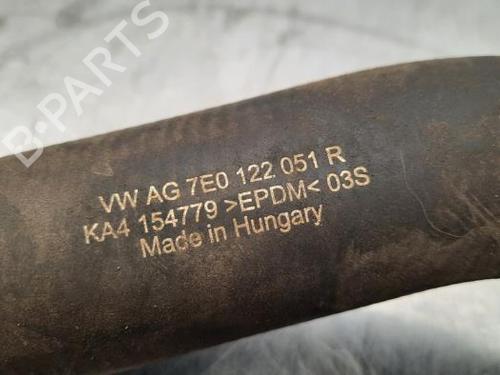 B-PARTS
VW AG 7E0 122 051 R
KA4 154779 >EPDM< 03S
Made in Hungary